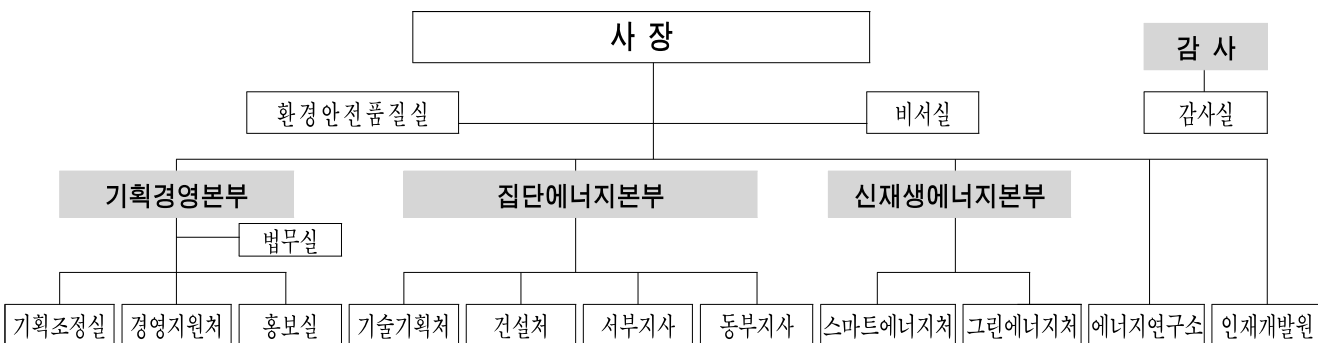 사 장
감 사
환경안전품질실
비서실
감사실
기획경영본부
집단에너지본부
신재생에너지본부
법무실
기획조정실
경영지원처
홍보실
기술기획처
건설처
서부지사
동부지사
스마트에너지처
그린에너지처
에너지연구소
인재개발원